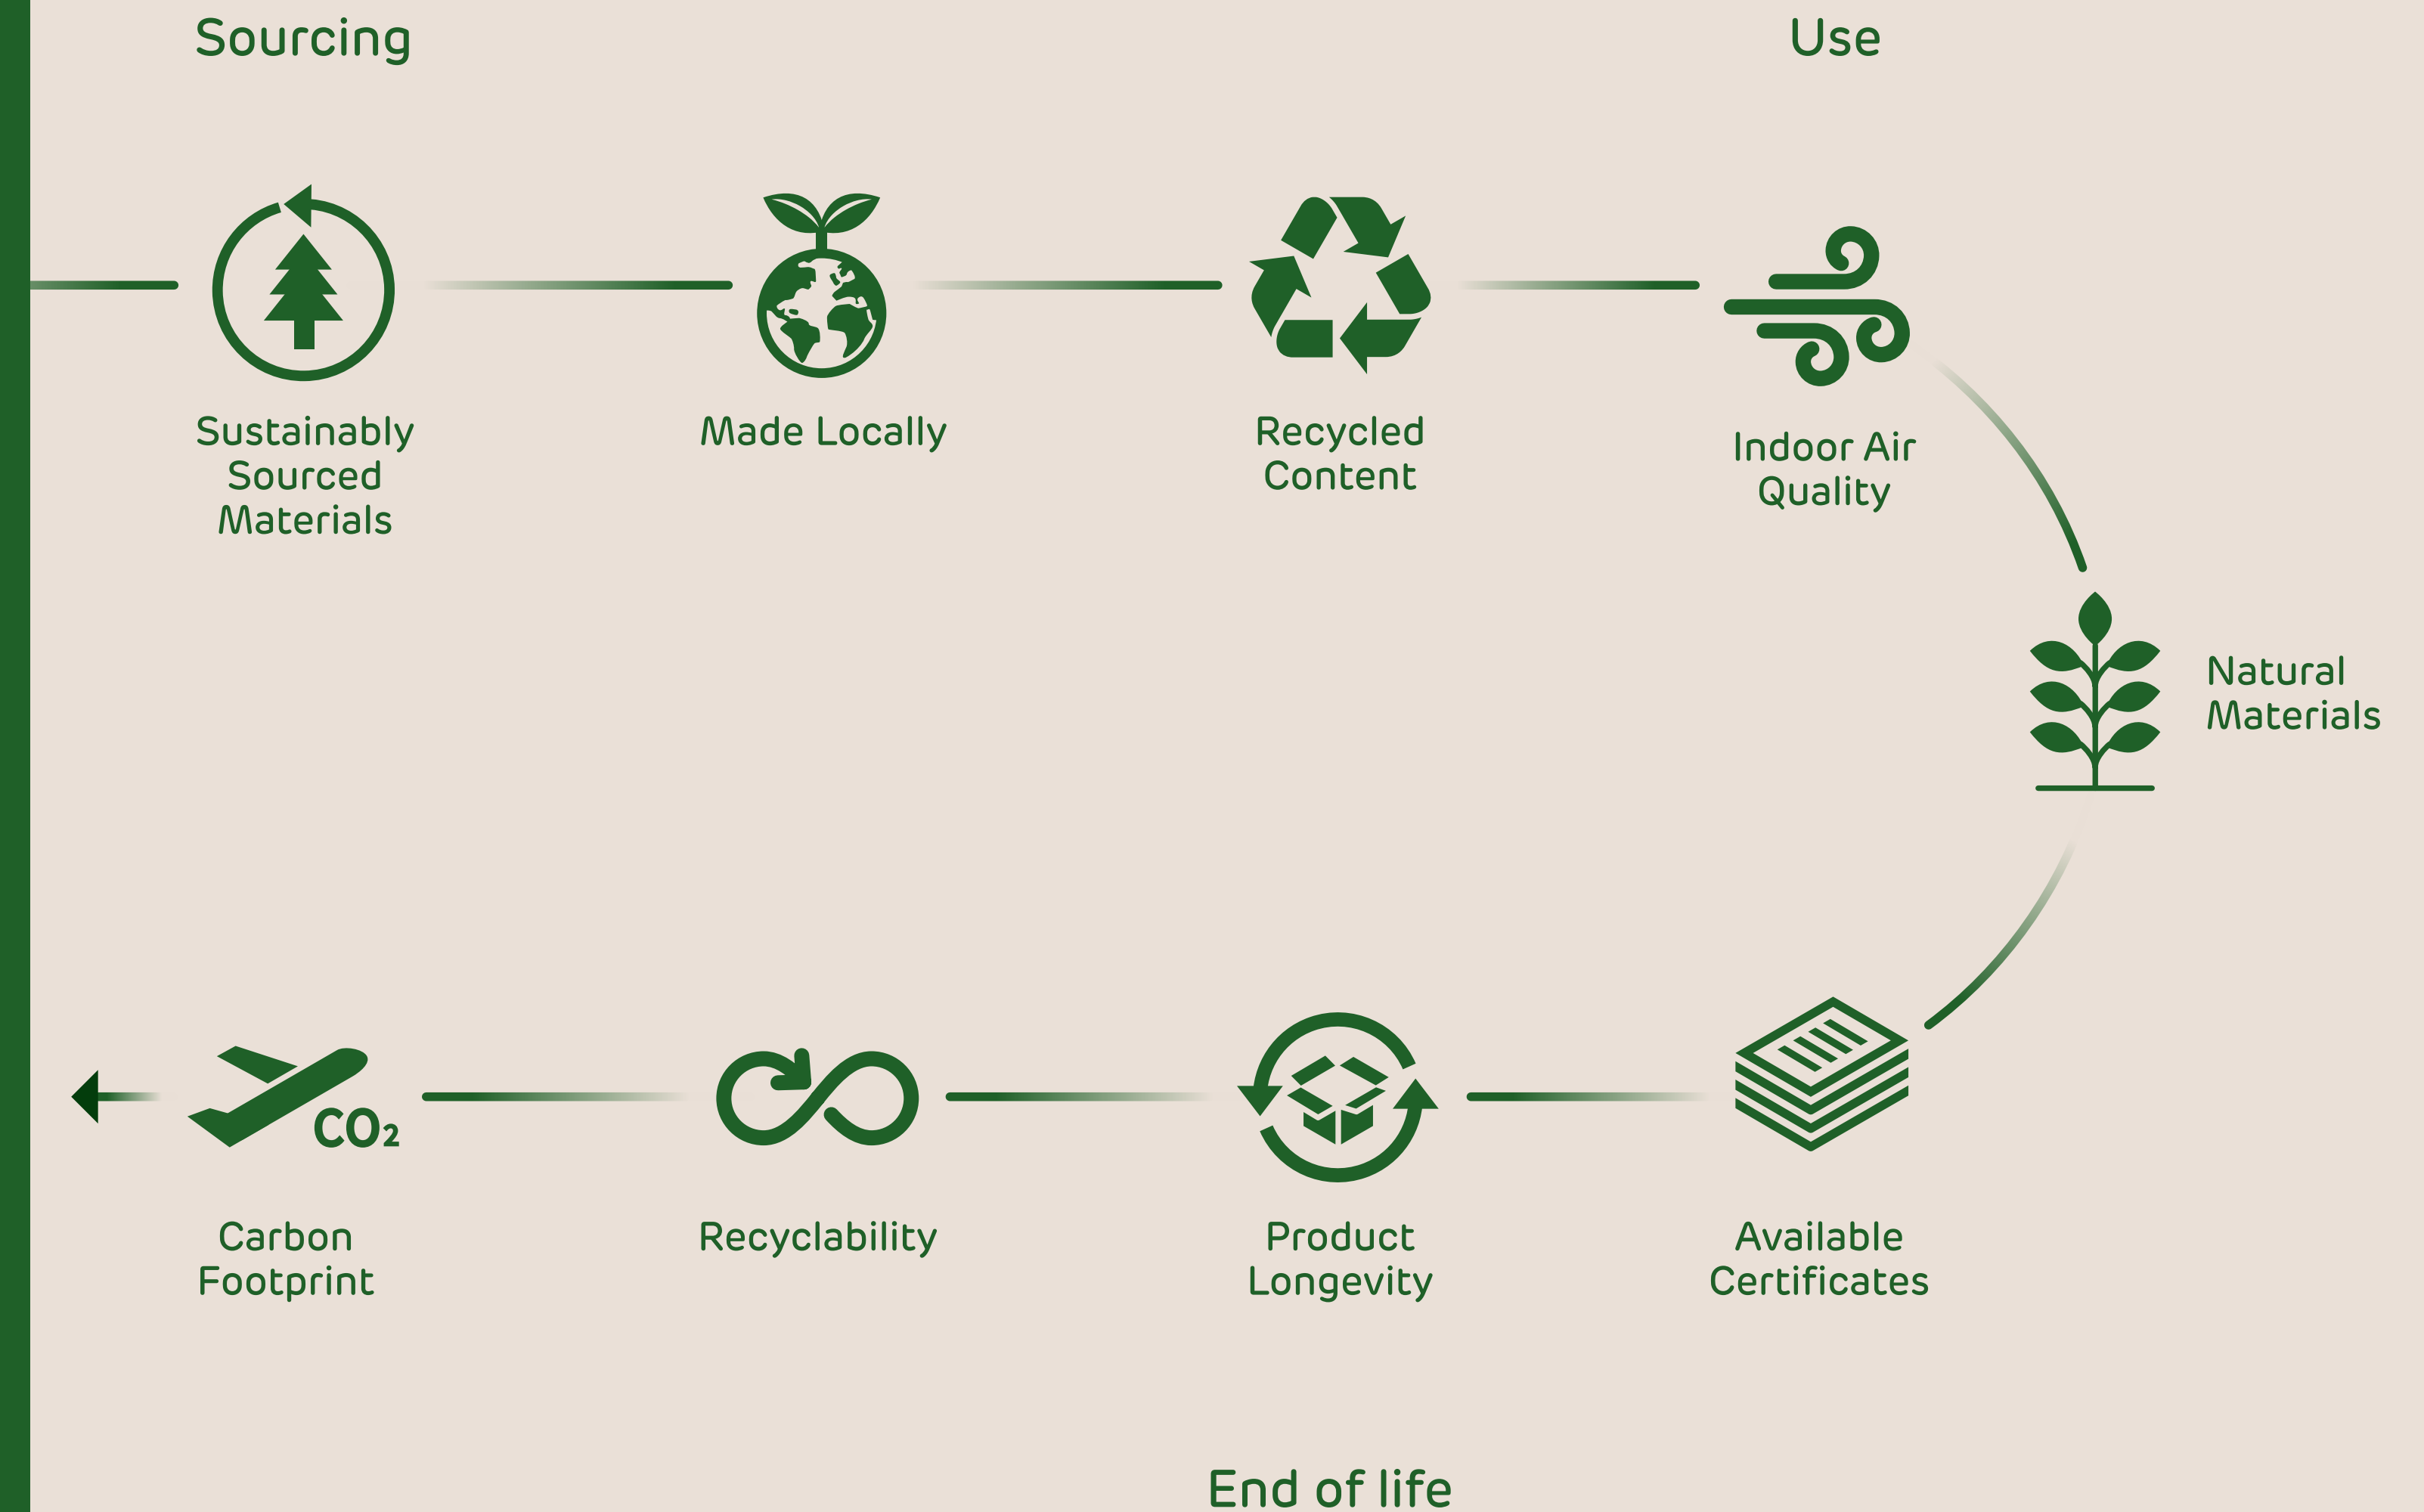 Sourcing
Use
Sustainably
Sourced
Materials
Made Locally
Recycled
Content
Indoor Air
Quality
Natural
Materials
CO₂
Carbon
Footprint
Recyclability
Product
Longevity
Available
Certificates
End of life